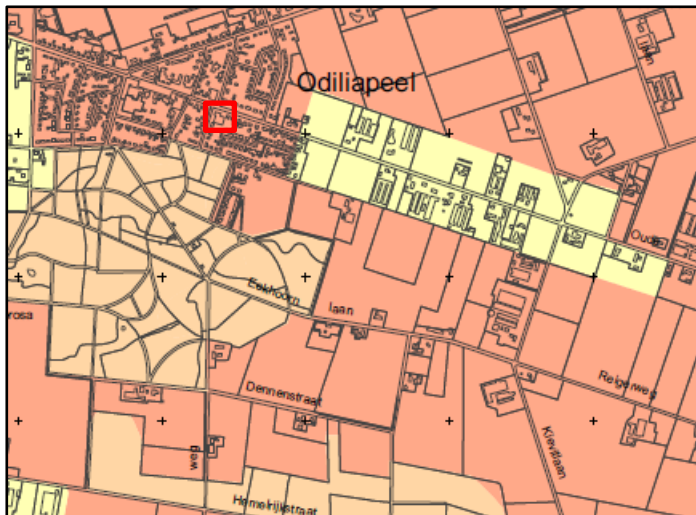 Odiliapeel
Oude
Eekhoorn
laan
rosa
Dennenstraat
Reigerweg
Kievitlaan
weg
Hemelrijkstraat